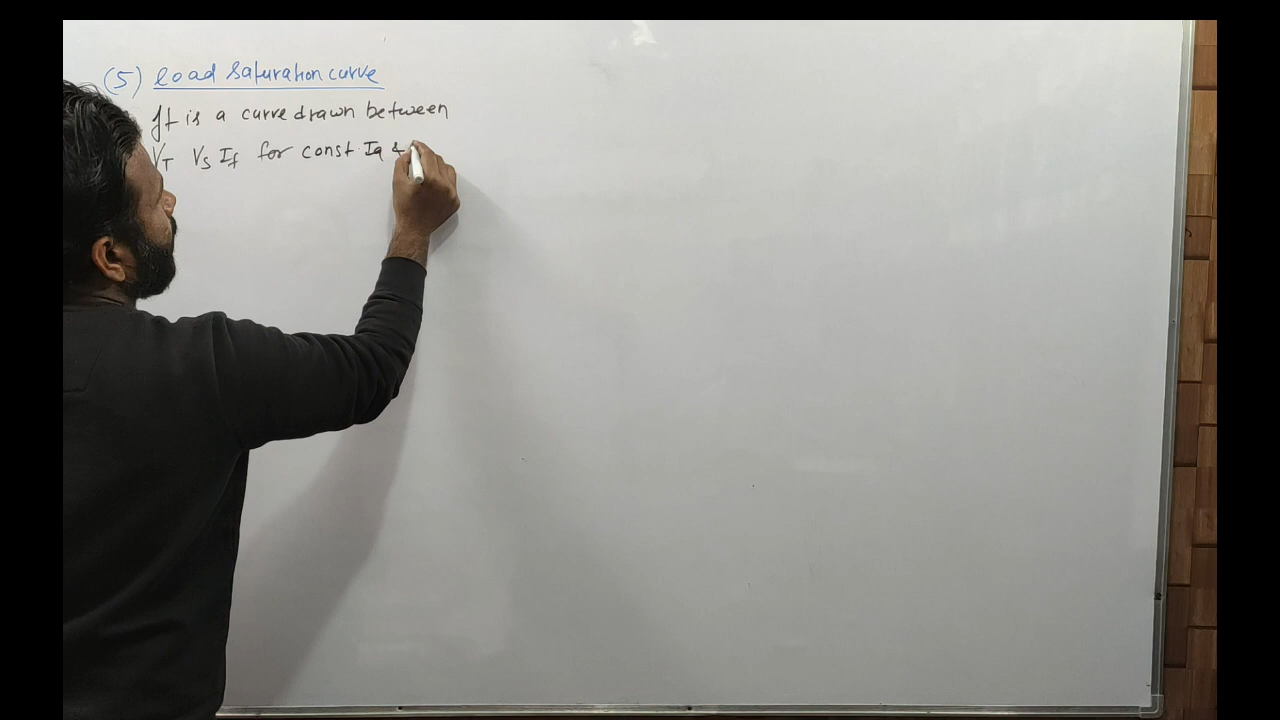 (5) Load Saturation curve
It is a curve drawn between
VT Vs If for const Ia &